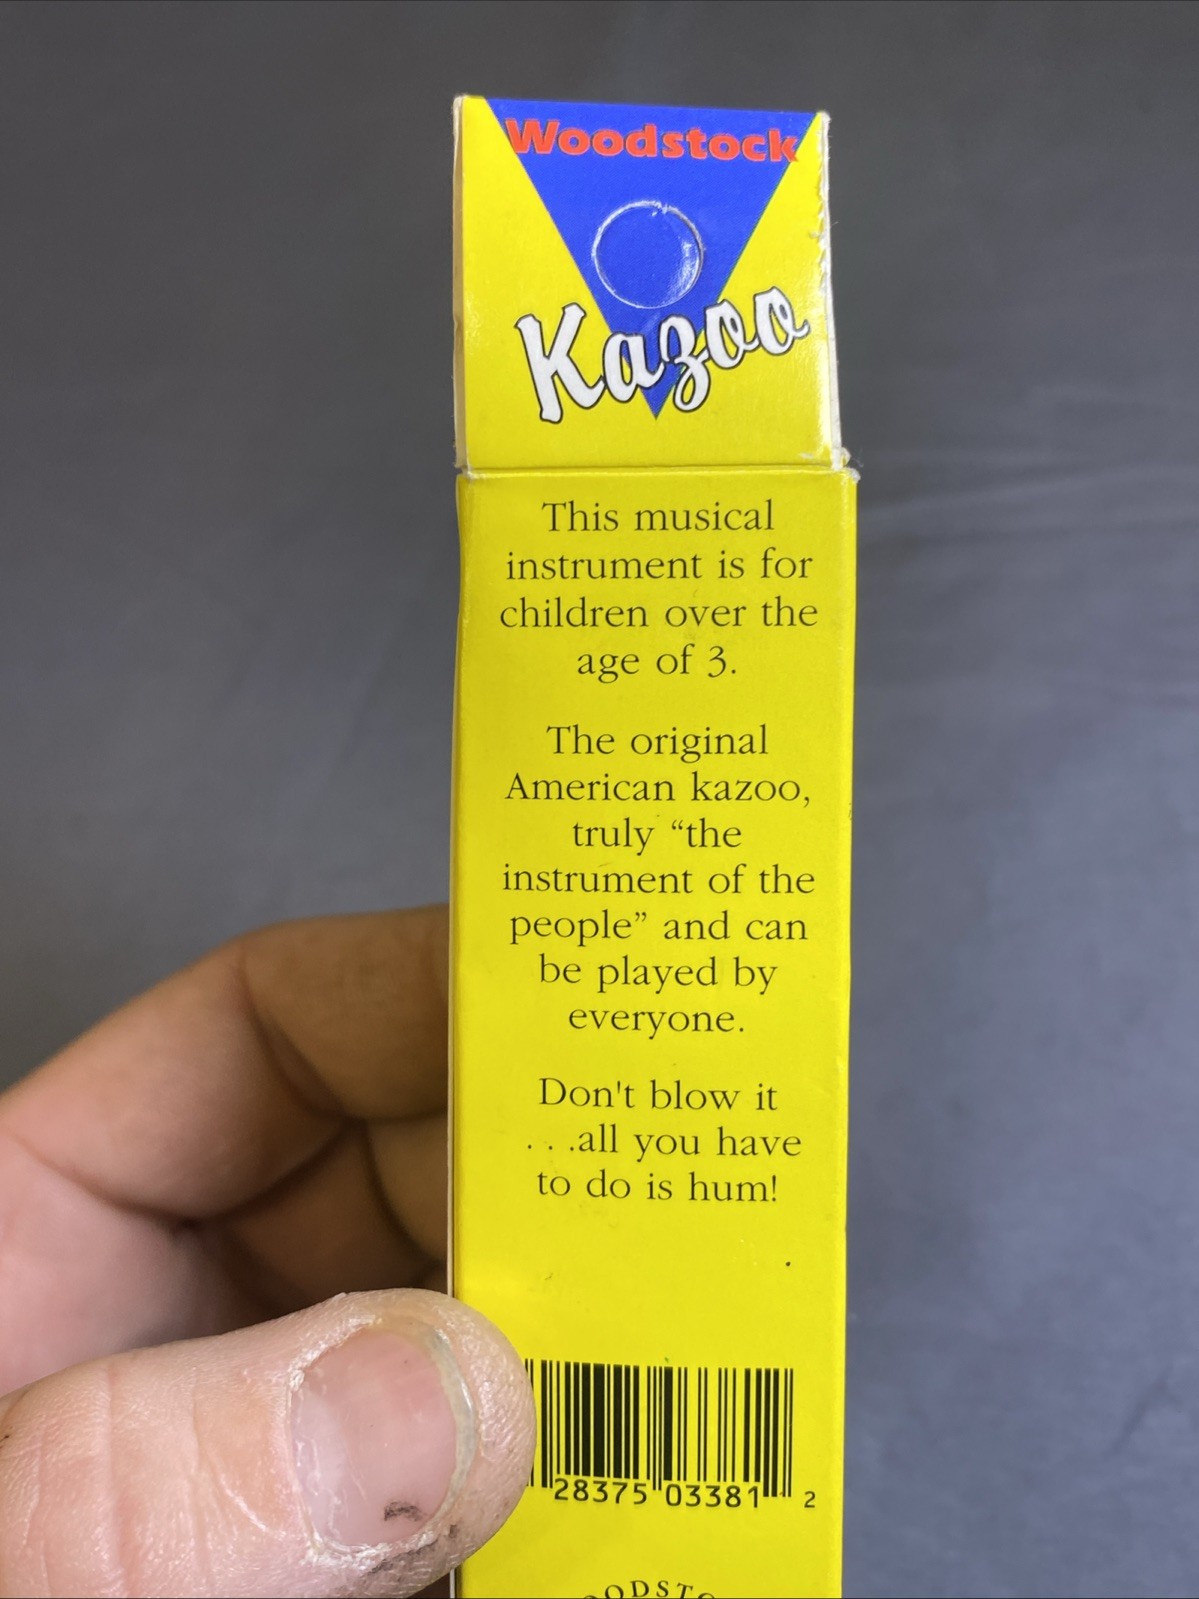 Woodstock
Kazoo
This musical
instrument is for
children over the
age of 3.
The original
American kazoo,
truly “the
instrument of the
people” and can
be played by
everyone.
Don't blow it
. . .all you have
to do is hum!
28375 03381 2